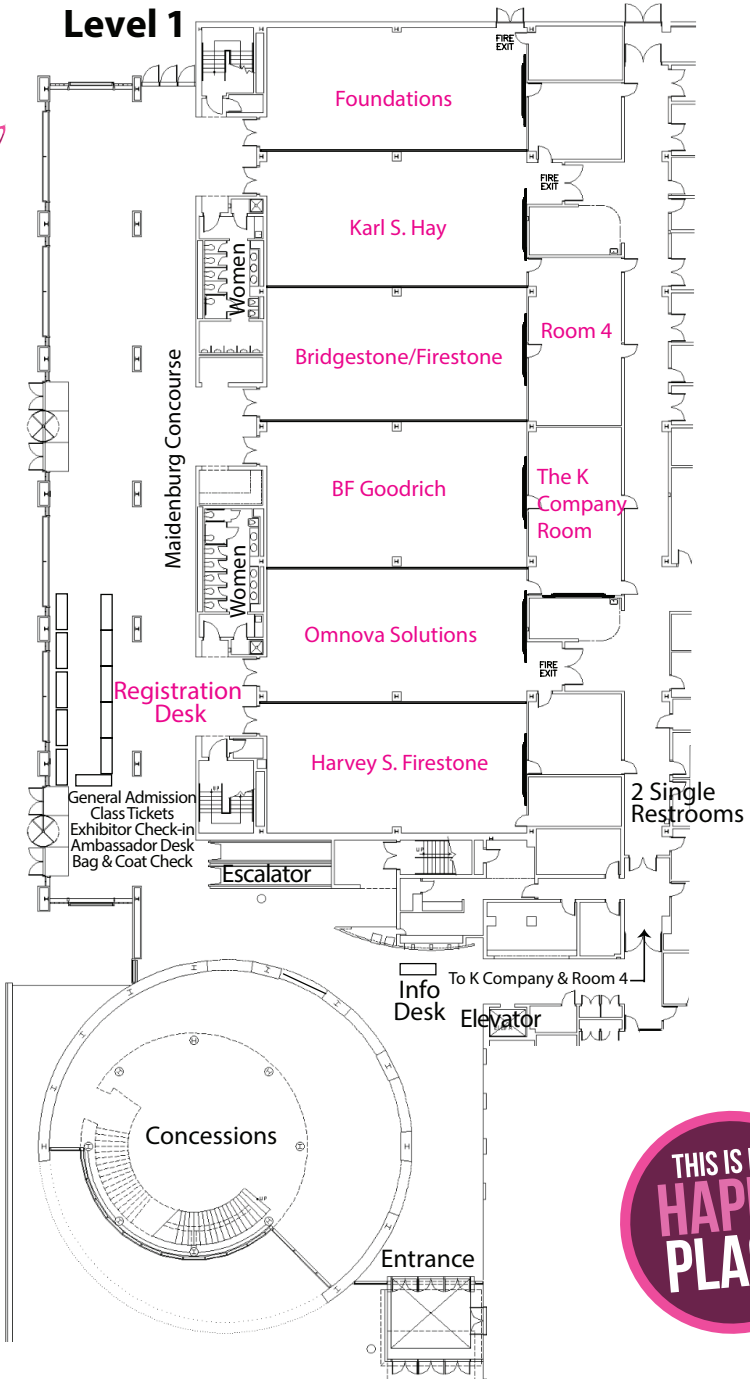 Level 1
FIRE
EXIT
Foundations
FIRE
EXIT
Karl S. Hay
Women
Room 4
Bridgestone/Firestone
Maidenburg Concourse
BF Goodrich
The K
Company
Room
Women
Omnova Solutions
FIRE
EXIT
Registration
Desk
Harvey S. Firestone
General Admission
Class Tickets
Exhibitor Check-in
Ambassador Desk
Bag & Coat Check
2 Single
Restrooms
UP
UP
Escalator
Info
Desk
To K Company & Room 4
Elevator
Concessions
UP
Entrance
THIS IS
HAP
PLA